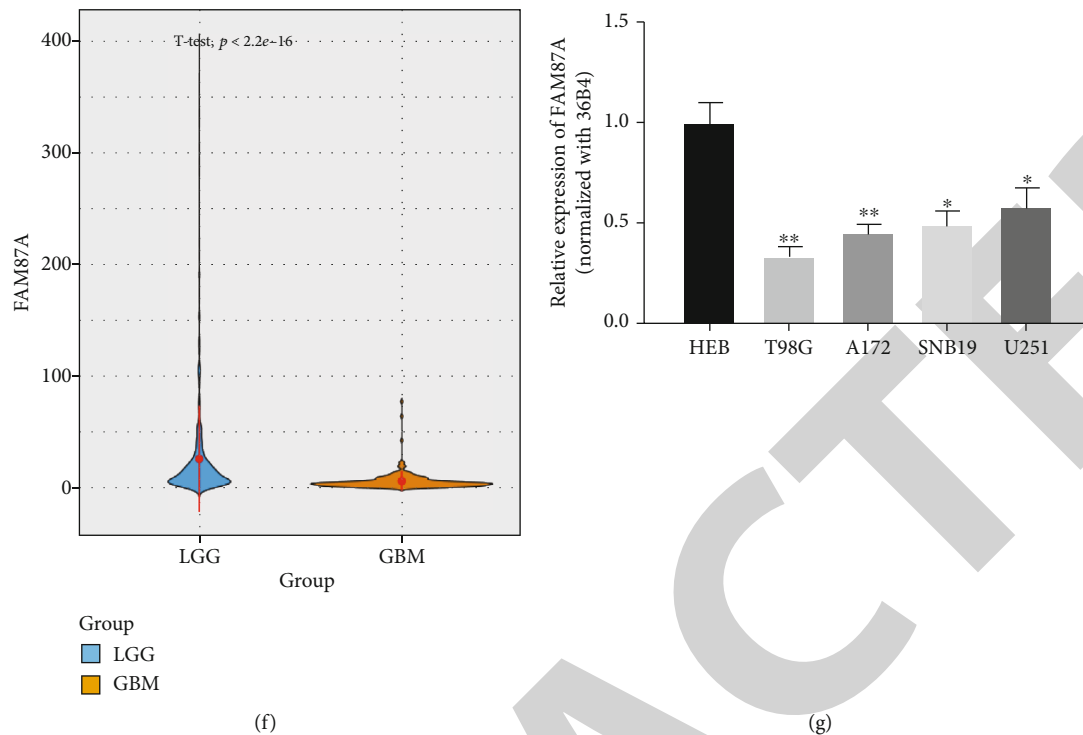 400
300
200
100
0
FAM87A
T-test, p < 2.2e-16
LGG
GBM
Group
Group
LGG
GBM
(f)
1.5
1.0
0.5
0.0
Relative expression of FAM87A
(normalized with 36B4)
**
**
*
*
HEB
T98G
A172
SNB19
U251
(g)